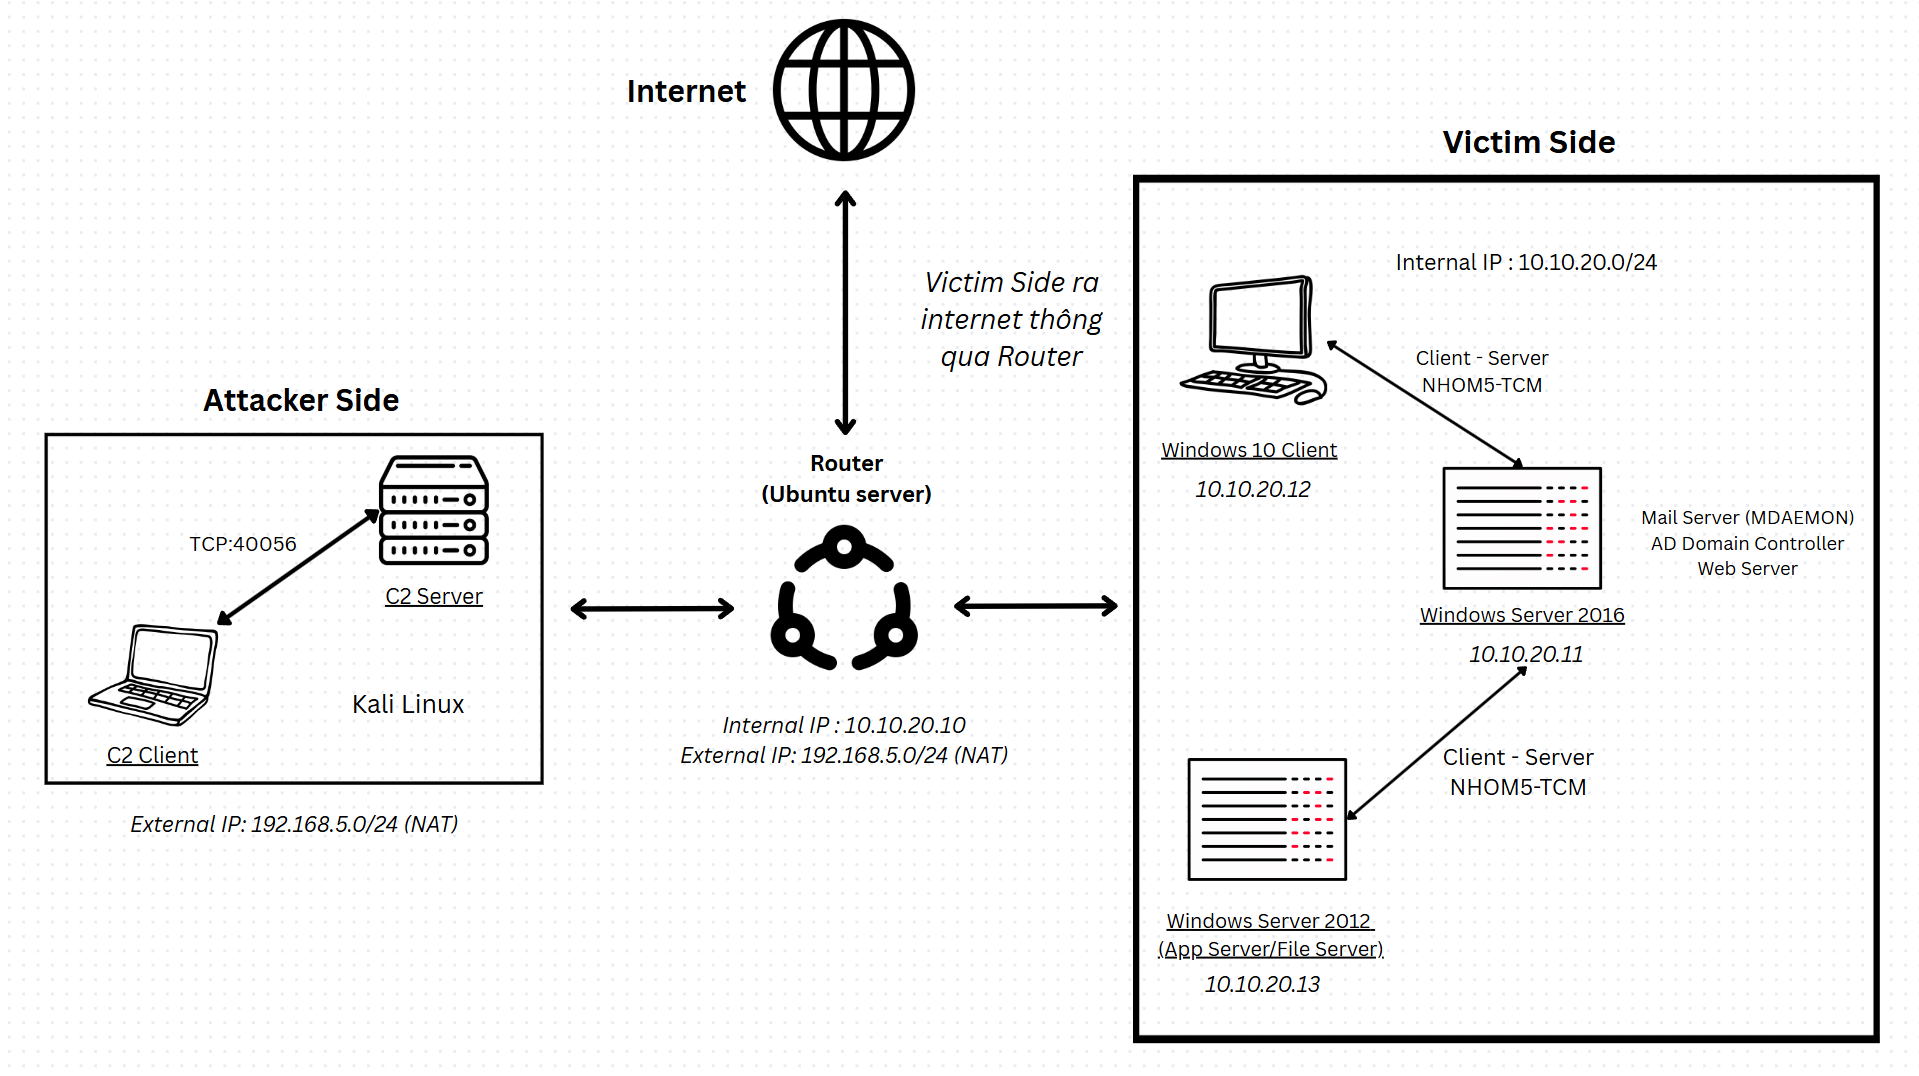 Internet
Victim Side ra
internet thông
qua Router
Attacker Side
TCP:40056
C2 Server
Kali Linux
C2 Client
External IP: 192.168.5.0/24 (NAT)
Router
(Ubuntu server)
Internal IP : 10.10.20.10
External IP: 192.168.5.0/24 (NAT)
Victim Side
Internal IP : 10.10.20.0/24
Client - Server
NHOM5-TCM
Windows 10 Client
10.10.20.12
Mail Server (MDAEMON)
AD Domain Controller
Web Server
Windows Server 2016
10.10.20.11
Client - Server
NHOM5-TCM
Windows Server 2012
(App Server/File Server)
10.10.20.13